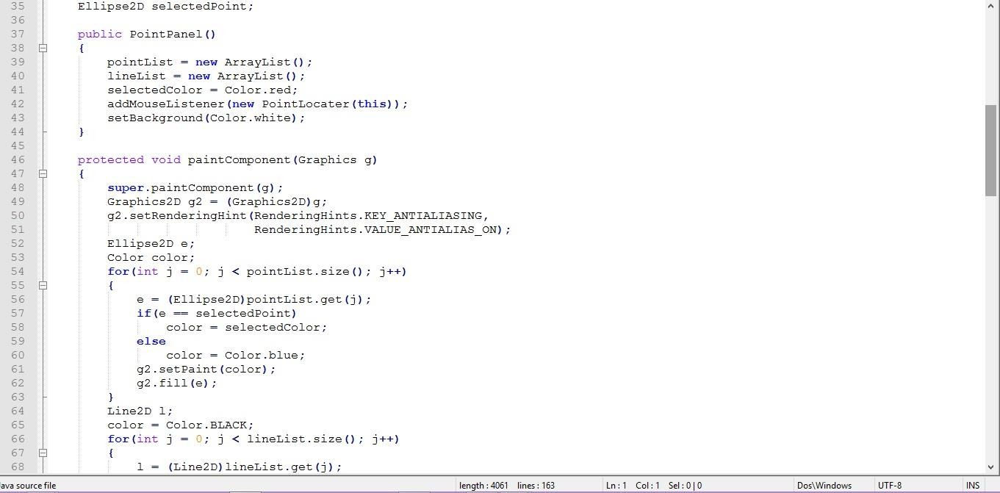 35 Ellipse2D selectedPoint;
36
37 public PointPanel()
38 {
39 pointList = new ArrayList();
40 lineList = new ArrayList();
41 selectedColor = Color.red;
42 addMouseListener(new PointLocater(this));
43 setBackground(Color.white);
44 }
45
46 protected void paintComponent(Graphics g)
47 {
48 super.paintComponent(g);
49 Graphics2D g2 = (Graphics2D)g;
50 g2.setRenderingHint(RenderingHints.KEY_ANTIALIASING,
51 RenderingHints.VALUE_ANTIALIAS_ON);
52 Ellipse2D e;
53 Color color;
54 for(int j = 0; j < pointList.size(); j++)
55 {
56 e = (Ellipse2D)pointList.get(j);
57 if(e == selectedPoint)
58 color = selectedColor;
59 else
60 color = Color.blue;
61 g2.setPaint(color);
62 g2.fill(e);
63 }
64 Line2D l;
65 color = Color.BLACK;
66 for(int j = 0; j < lineList.size(); j++)
67 {
68 l = (Line2D)lineList.get(j);
ava source file length : 4061 lines : 163 Ln : 1 Col : 1 Sel : 0 | 0 Dos\Windows UTF-8 INS